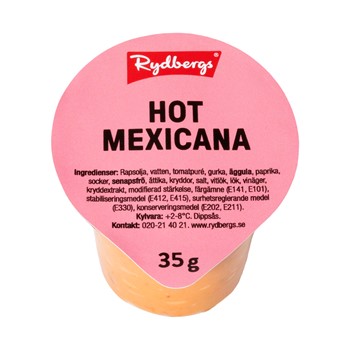 Rydbergs
HOT
MEXICANA
Ingredienser: Rapsolja, vatten, tomatpuré, gurka, äggula, paprika,
socker, senapsfrö, ättika, kryddor, salt, vitlök, lök, vinäger,
kryddextrakt, modifierad stärkelse, färgämne (E141, E101),
stabiliseringsmedel (E412, E415), surhetsreglerande medel
(E330), konserveringsmedel (E202, E211).
Kylvara: +2-8°C. Dippsås.
Kontakt: 020-21 40 21. www.rydbergs.se
35 g